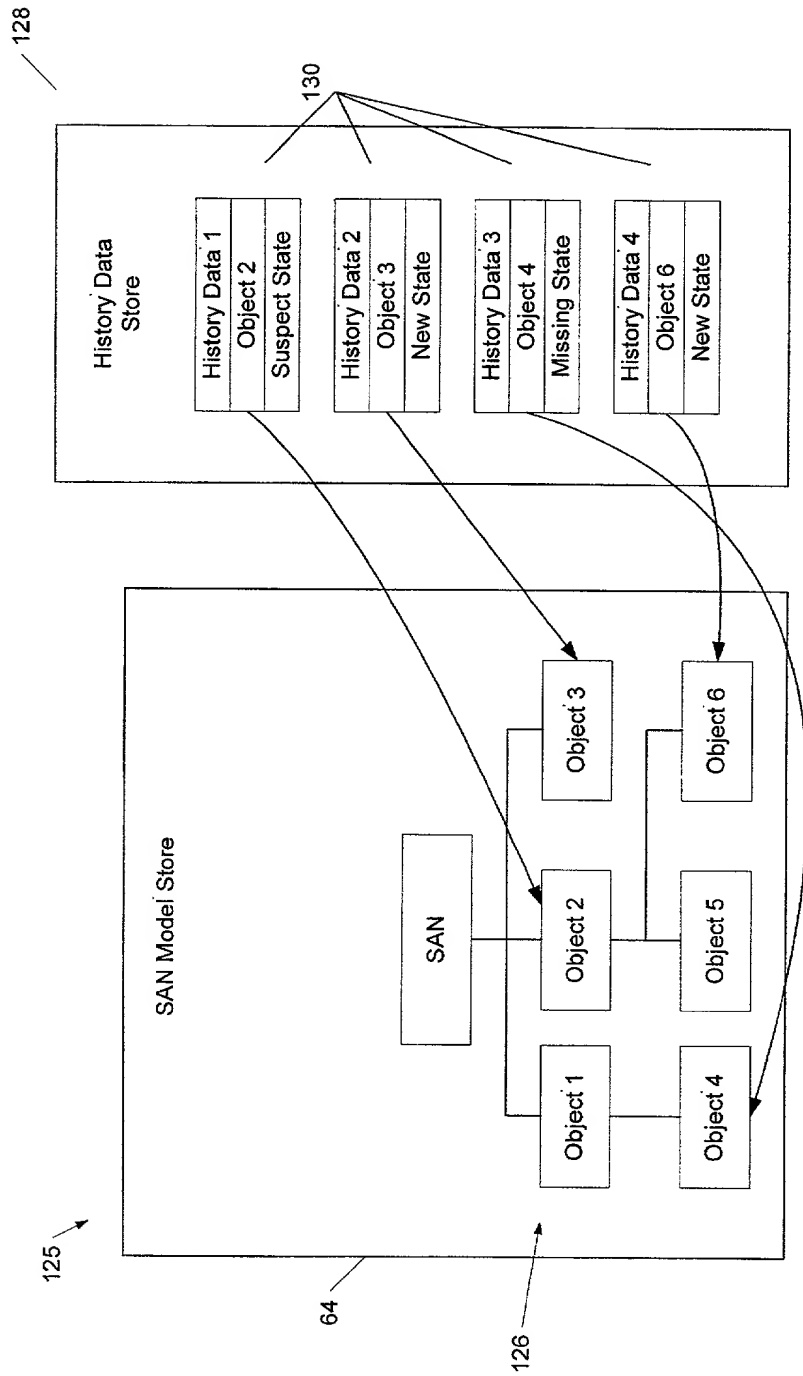 128
125
64
126
130
SAN Model Store
SAN
Object 1
Object 2
Object 3
Object 4
Object 5
Object 6
History Data
Store
History Data 1
Object 2
Suspect State
History Data 2
Object 3
New State
History Data 3
Object 4
Missing State
History Data 4
Object 6
New State